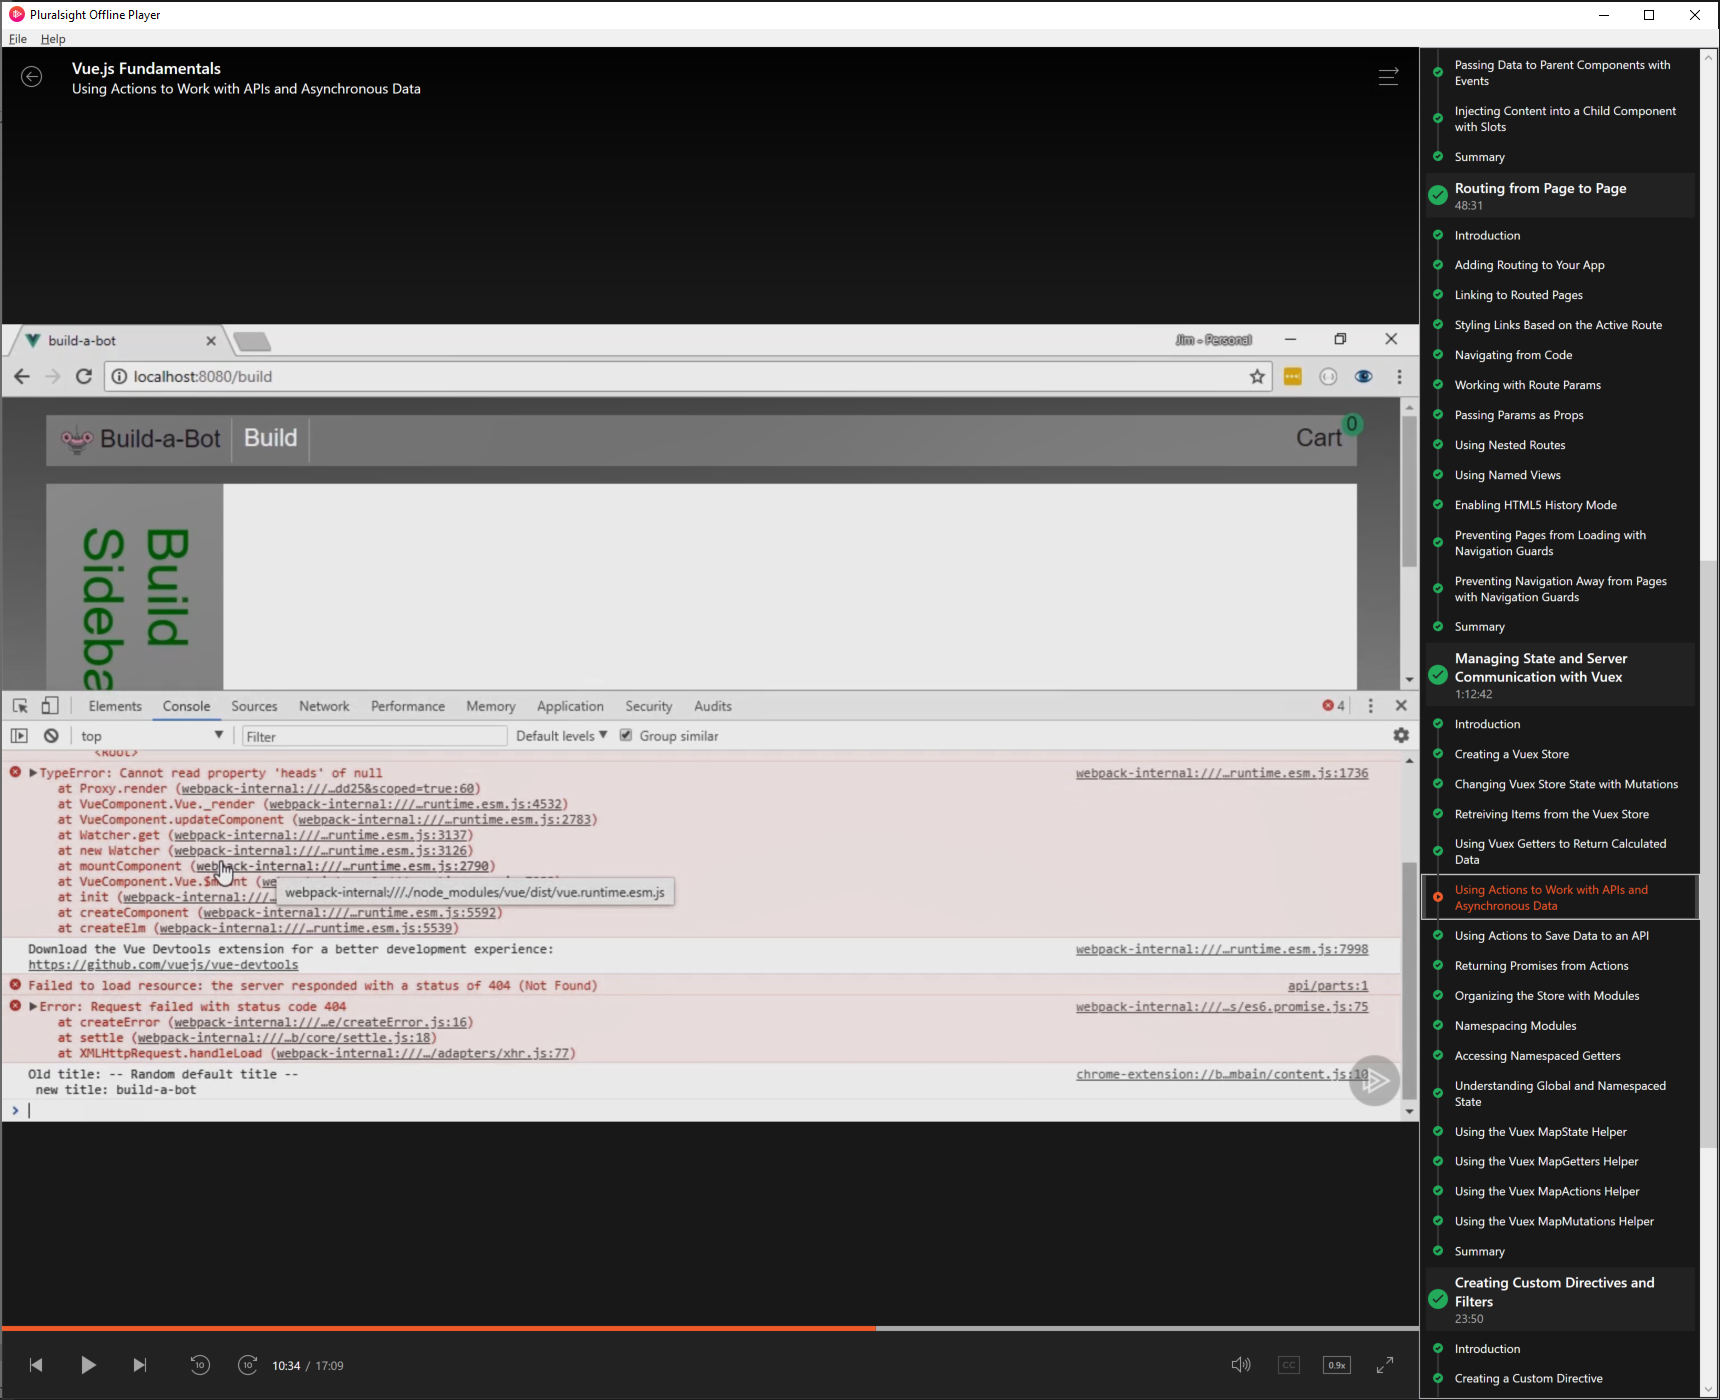 Pluralsight Offline Player
File Help
Vue.js Fundamentals
Using Actions to Work with APIs and Asynchronous Data
build-a-bot
Jim - Personal
localhost:8080/build
Build-a-Bot Build Cart 0
Build
Sideba
Elements Console Sources Network Performance Memory Application Security Audits 4
top Filter Default levels Group similar
<Root>
TypeError: Cannot read property 'heads' of null webpack-internal:///…runtime.esm.js:1736
at Proxy.render (webpack-internal:///…dd25&scoped=true:60)
at VueComponent.Vue._render (webpack-internal:///…runtime.esm.js:4532)
at VueComponent.updateComponent (webpack-internal:///…runtime.esm.js:2783)
at Watcher.get (webpack-internal:///…runtime.esm.js:3137)
at new Watcher (webpack-internal:///…runtime.esm.js:3126)
at mountComponent (webpack-internal:///…runtime.esm.js:2790)
at VueComponent.Vue.$mount (we
webpack-internal:///./node_modules/vue/dist/vue.runtime.esm.js
at init (webpack-internal:///…
at createComponent (webpack-internal:///…runtime.esm.js:5592)
at createElm (webpack-internal:///…runtime.esm.js:5539)
Download the Vue Devtools extension for a better development experience: webpack-internal:///…runtime.esm.js:7998
https://github.com/vuejs/vue-devtools
Failed to load resource: the server responded with a status of 404 (Not Found) api/parts:1
Error: Request failed with status code 404 webpack-internal:///…s/es6.promise.js:75
at createError (webpack-internal:///…e/createError.js:16)
at settle (webpack-internal:///…b/core/settle.js:18)
at XMLHttpRequest.handleLoad (webpack-internal:///…/adapters/xhr.js:77)
Old title: -- Random default title -- chrome-extension://b…mbain/content.js:10
new title: build-a-bot
10 10 10:34 / 17:09 CC 0.9x
Passing Data to Parent Components with
Events
Injecting Content into a Child Component
with Slots
Summary
Routing from Page to Page
48:31
Introduction
Adding Routing to Your App
Linking to Routed Pages
Styling Links Based on the Active Route
Navigating from Code
Working with Route Params
Passing Params as Props
Using Nested Routes
Using Named Views
Enabling HTML5 History Mode
Preventing Pages from Loading with
Navigation Guards
Preventing Navigation Away from Pages
with Navigation Guards
Summary
Managing State and Server
Communication with Vuex
1:12:42
Introduction
Creating a Vuex Store
Changing Vuex Store State with Mutations
Retreiving Items from the Vuex Store
Using Vuex Getters to Return Calculated
Data
Using Actions to Work with APIs and
Asynchronous Data
Using Actions to Save Data to an API
Returning Promises from Actions
Organizing the Store with Modules
Namespacing Modules
Accessing Namespaced Getters
Understanding Global and Namespaced
State
Using the Vuex MapState Helper
Using the Vuex MapGetters Helper
Using the Vuex MapActions Helper
Using the Vuex MapMutations Helper
Summary
Creating Custom Directives and
Filters
23:50
Introduction
Creating a Custom Directive